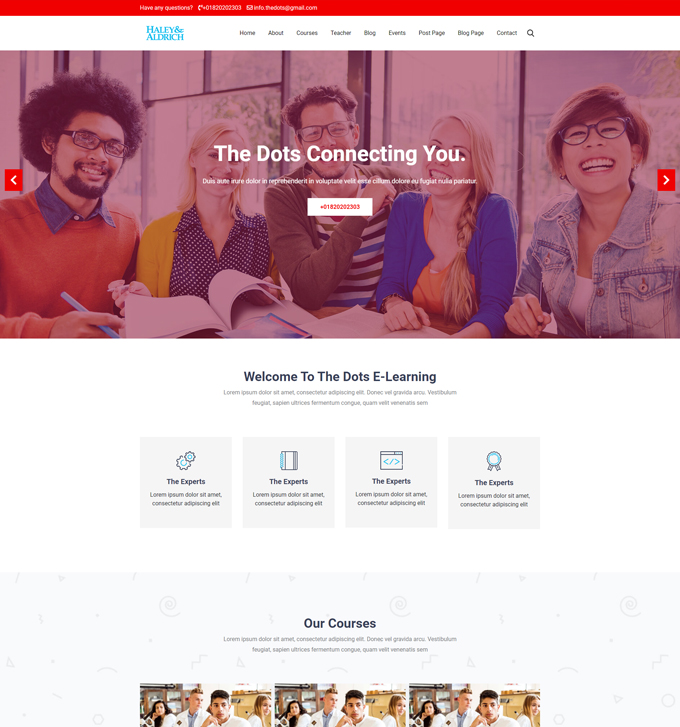 Have any questions? +01820202303 Info.thedots@gmail.com
HALEY&
ALDRICH
Home About Courses Teacher Blog Events Post Page Blog Page Contact
The Dots Connecting You.
Duis aute irure dolor in reprehenderit in voluptate velit esse cillum dolore eu fugiat nulla pariatur.
+01820202303
Welcome To The Dots E-Learning
Lorem ipsum dolor sit amet, consectetur adipiscing elit. Donec vel gravida arcu. Vestibulum
feugiat, sapien ultrices fermentum congue, quam velit venenatis sem
The Experts
Lorem ipsum dolor sit amet,
consectetur adipiscing elit
The Experts
Lorem ipsum dolor sit amet,
consectetur adipiscing elit
The Experts
Lorem ipsum dolor sit amet,
consectetur adipiscing elit
The Experts
Lorem ipsum dolor sit amet,
consectetur adipiscing elit
Our Courses
Lorem ipsum dolor sit amet, consectetur adipiscing elit. Donec vel gravida arcu. Vestibulum
feugiat, sapien ultrices fermentum congue, quam velit venenatis sem